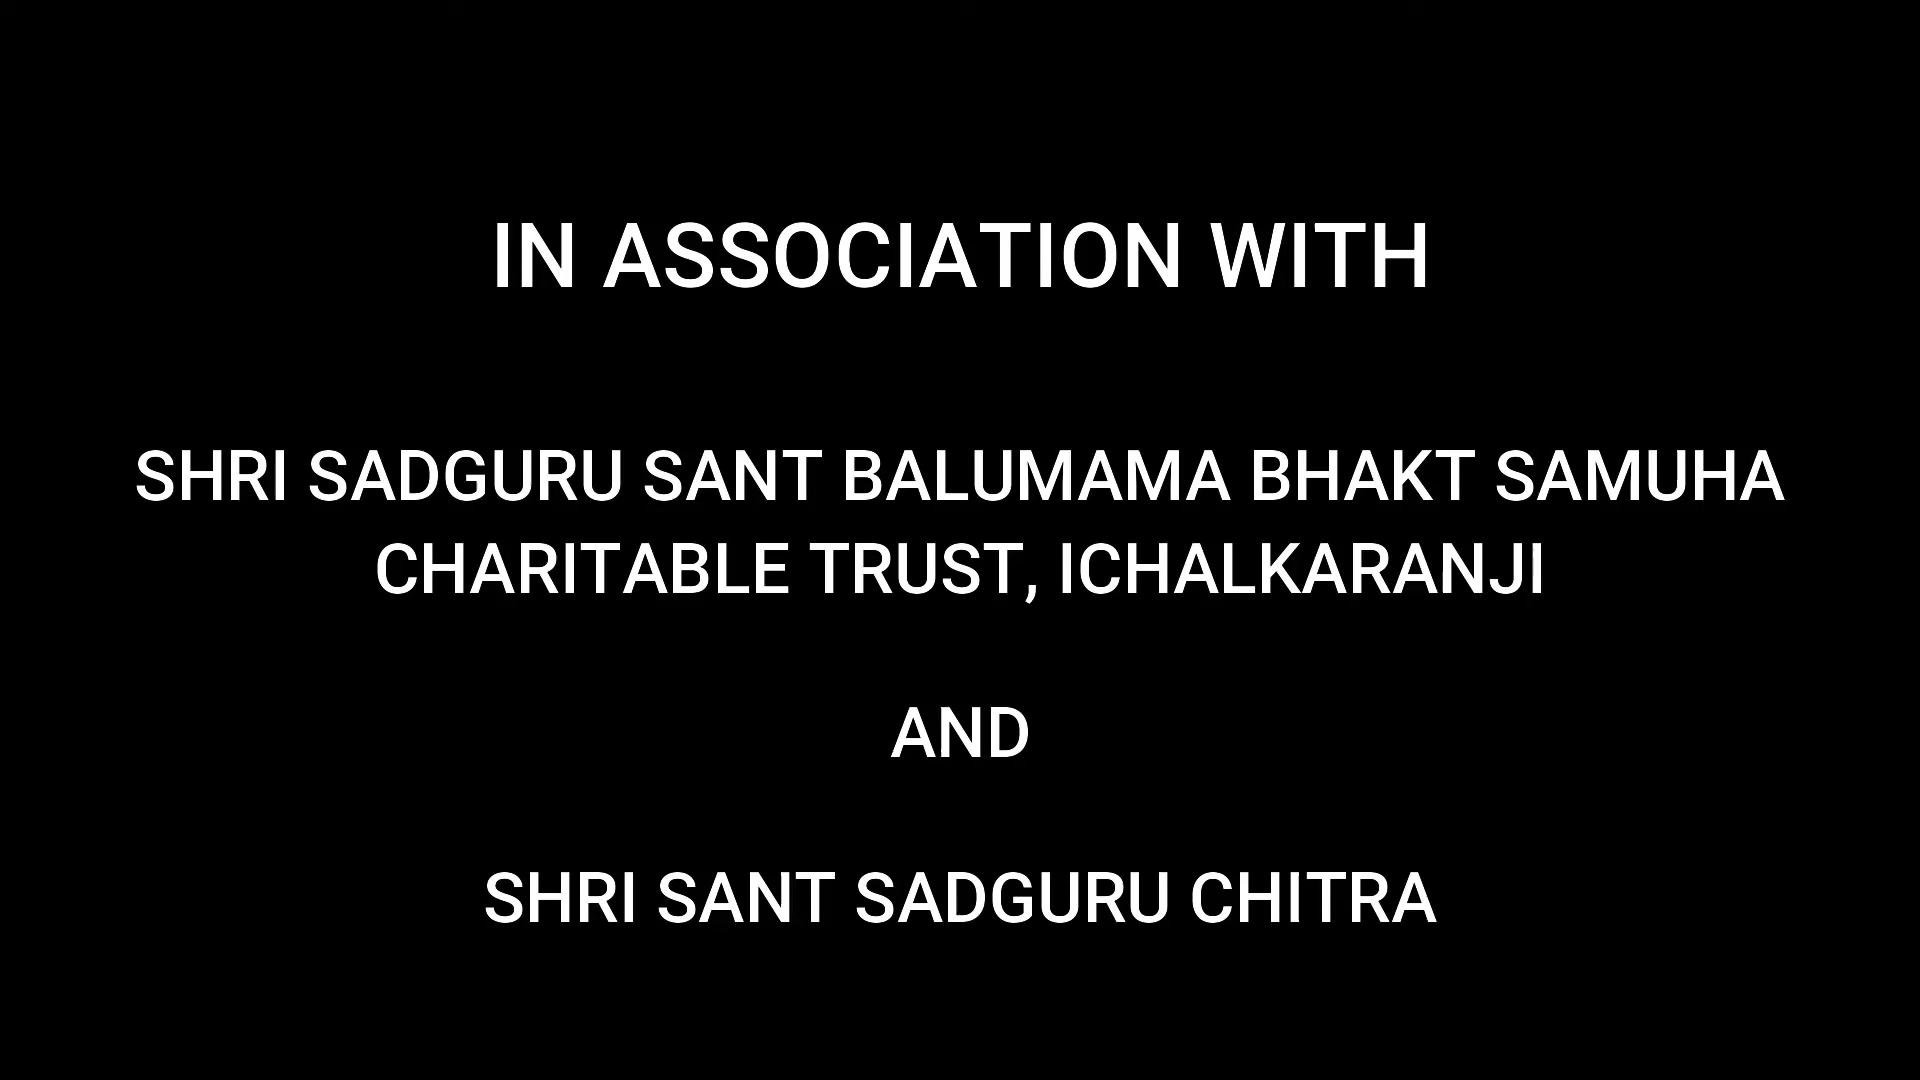 IN ASSOCIATION WITH
SHRI SADGURU SANT BALUMAMA BHAKT SAMUHA
CHARITABLE TRUST, ICHALKARANJI
AND
SHRI SANT SADGURU CHITRA